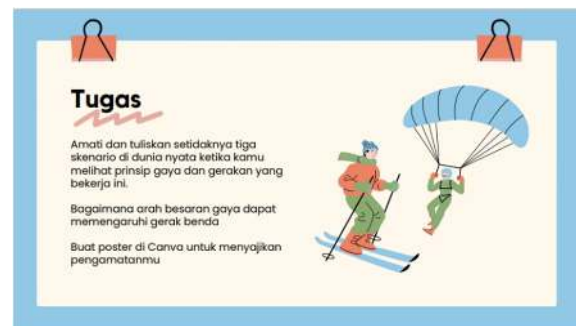 Tugas
Amati dan tuliskan setidaknya tiga
skenario di dunia nyata ketika kamu
melihat prinsip gaya dan gerakan yang
bekerja ini.
Bagaimana arah besaran gaya dapat
memengaruhi gerak benda
Buat poster di Canva untuk menyajikan
pengamatanmu